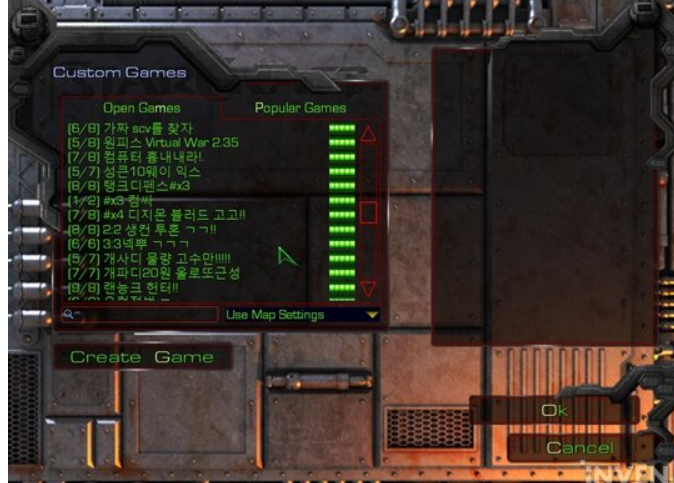 Custom Games
Open Games
Popular Games
(6/8) 가짜 scv를 찾자
(5/8) 원피스 Virtual War 2.35
(7/8) 컴퓨터 흉내내라!.
(5/7) 성큰10웨이 익스
(8/8) 탱크디펜스#x3
(1/2) #x3 컴싸
(7/8) #x4 디지몬 블러드 고고!!
(8/8) 2:2 생컨 투혼 ㄱㄱ!!
(6/6) 3:3넥뿌 ㄱㄱㄱ
(5/7) 개사디 물량 고수만!!!!!
(7/7) 개파디20원 올로또근성
(9/8) 랜능크 헌터!!
Use Map Settings
Create Game
Ok
Cancel
INVEN